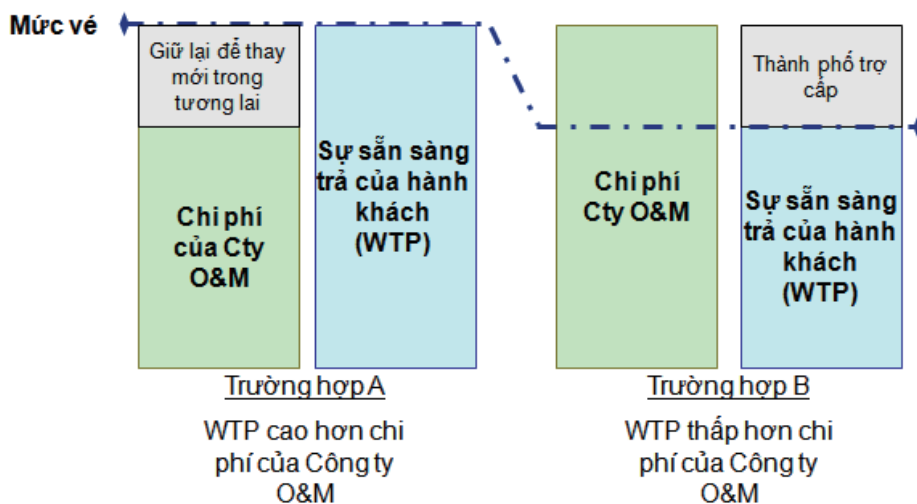 Mức vé
Giữ lại để thay
mới trong
tương lai
Chi phí
của Cty
O&M
Sự sẵn sàng
trả của hành
khách
(WTP)
Trường hợp A
WTP cao hơn chi
phí của Công ty
O&M
Chi phí
Cty O&M
Thành phố trợ
cấp
Sự sẵn sàng
trả của hành
khách
(WTP)
Trường hợp B
WTP thấp hơn chi
phí của Công ty
O&M